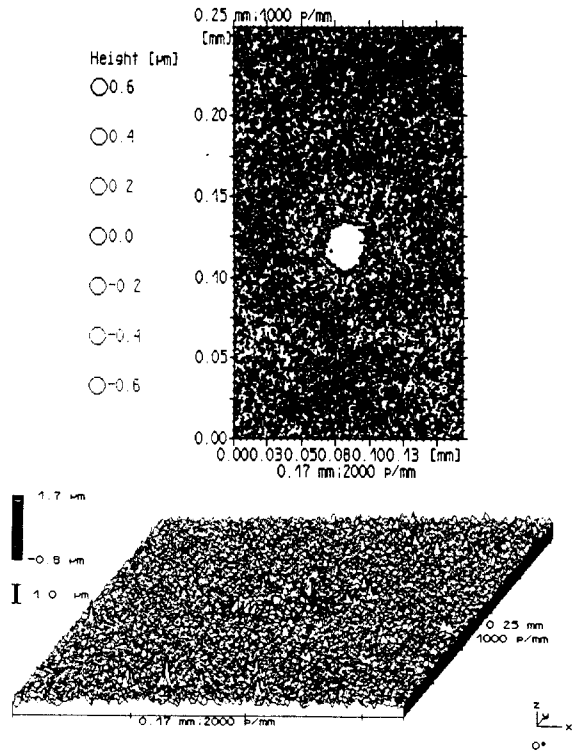 0.25 mm;1000 p/mm
[mm]
Height [µm]
0.6
0.4
0.2
0.0
-0.2
-0.4
-0.6
0.20
0.15
0.10
0.05
0.00
0.000.030.050.080.100.13 [mm]
0.17 mm;2000 p/mm
1.7 µm
-0.8 µm
1.0 µm
0.25 mm
1000 p/mm
0.17 mm;2000 p/mm
z
y
x
0°